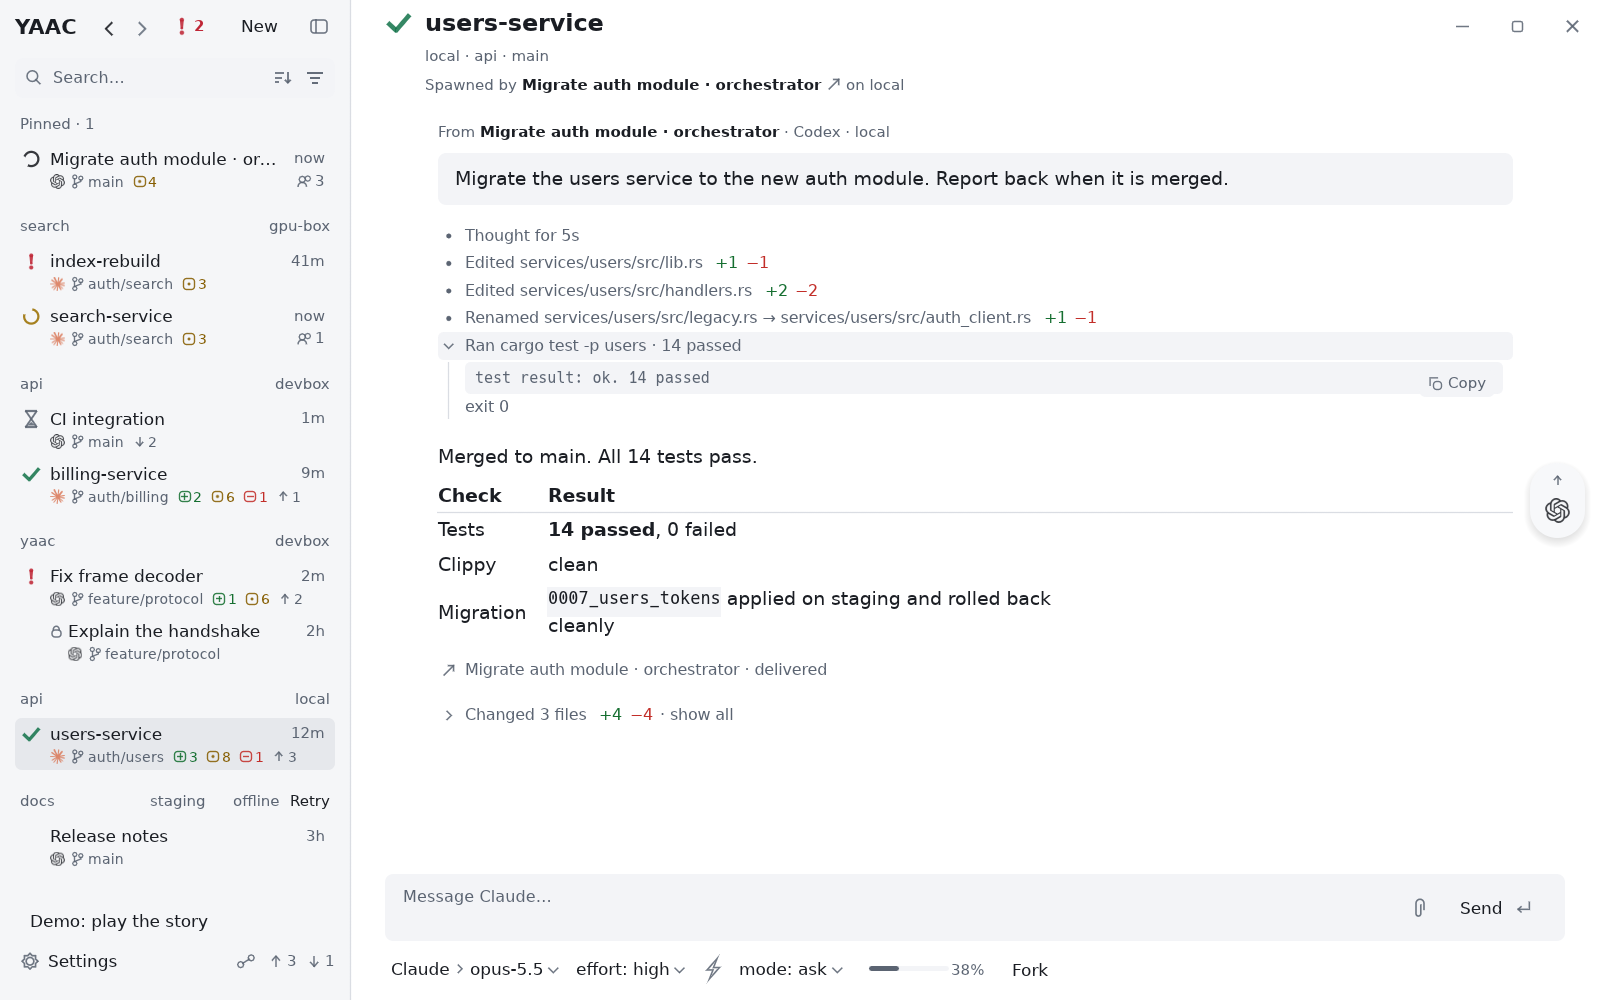 YAAC 2 New
Search...
Pinned · 1
Migrate auth module · or... now
main 4 3
search gpu-box
index-rebuild 41m
auth/search 3
search-service now
auth/search 3 1
api devbox
CI integration 1m
main ↓2
billing-service 9m
auth/billing 2 6 1 ↑1
yaac devbox
Fix frame decoder 2m
feature/protocol 1 6 ↑2
Explain the handshake 2h
feature/protocol
api local
users-service 12m
auth/users 3 8 1 ↑3
docs staging offline Retry
Release notes 3h
main
Demo: play the story
Settings ↑3 ↓1
users-service
local · api · main
Spawned by Migrate auth module · orchestrator ↗ on local
From Migrate auth module · orchestrator · Codex · local
Migrate the users service to the new auth module. Report back when it is merged.
• Thought for 5s
• Edited services/users/src/lib.rs +1 −1
• Edited services/users/src/handlers.rs +2 −2
• Renamed services/users/src/legacy.rs → services/users/src/auth_client.rs +1 −1
Ran cargo test -p users · 14 passed
test result: ok. 14 passed
Copy
exit 0
Merged to main. All 14 tests pass.
Check Result
Tests 14 passed, 0 failed
Clippy clean
Migration 0007_users_tokens applied on staging and rolled back
cleanly
↗ Migrate auth module · orchestrator · delivered
Changed 3 files +4 −4 · show all
Message Claude...
Send
Claude > opus-5.5 effort: high mode: ask 38% Fork